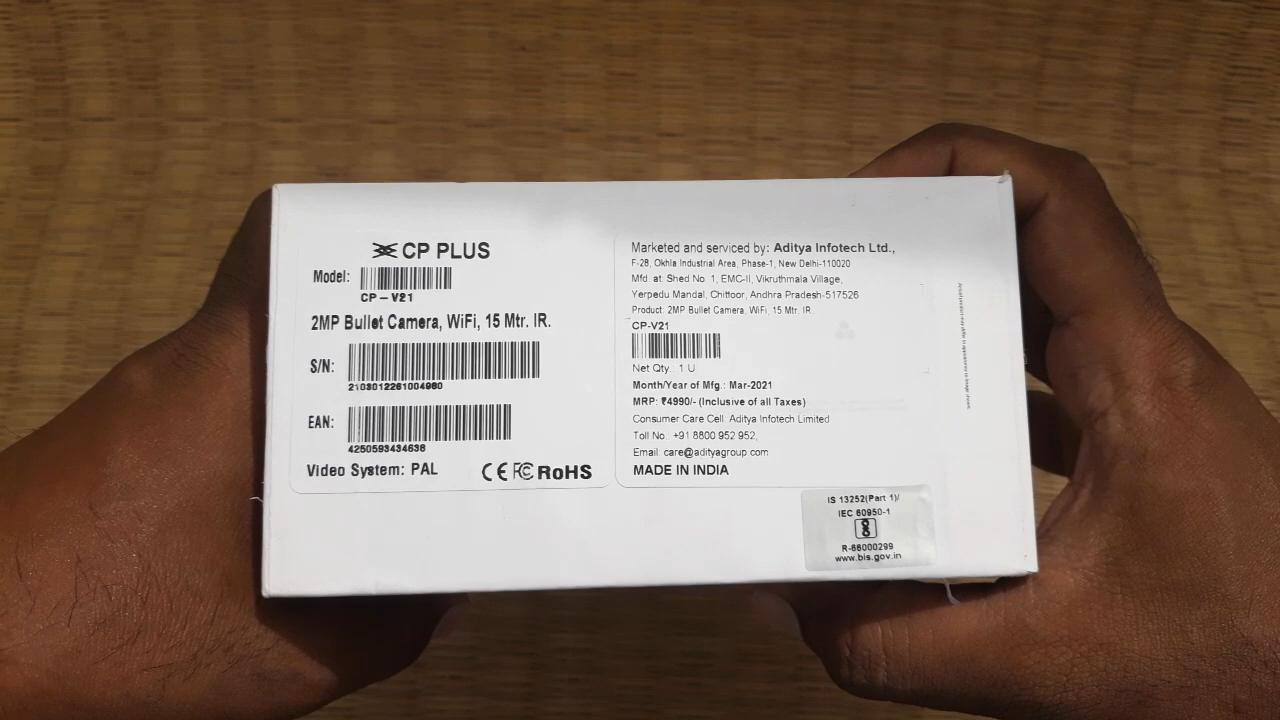 CP PLUS
Model:
CP-V21
2MP Bullet Camera, WiFi, 15 Mtr. IR.
S/N:
2103012261004960
EAN:
4250593434638
Video System: PAL
CE FC RoHS
Marketed and serviced by: Aditya Infotech Ltd.,
F-28, Okhla Industrial Area, Phase-1, New Delhi-110020
Mfd. at: Shed No. 1, EMC-II, Vikruthmala Village,
Yerpedu Mandal, Chittoor, Andhra Pradesh-517526
Product: 2MP Bullet Camera, WiFi, 15 Mtr. IR.
CP-V21
Net Qty.: 1 U
Month/Year of Mfg.: Mar-2021
MRP: ₹4990/- (Inclusive of all Taxes)
Consumer Care Cell: Aditya Infotech Limited
Toll No.: +91 8800 952 952,
Email: care@adityagroup.com
MADE IN INDIA
IS 13252(Part 1)/
IEC 60950-1
R-66000299
www.bis.gov.in